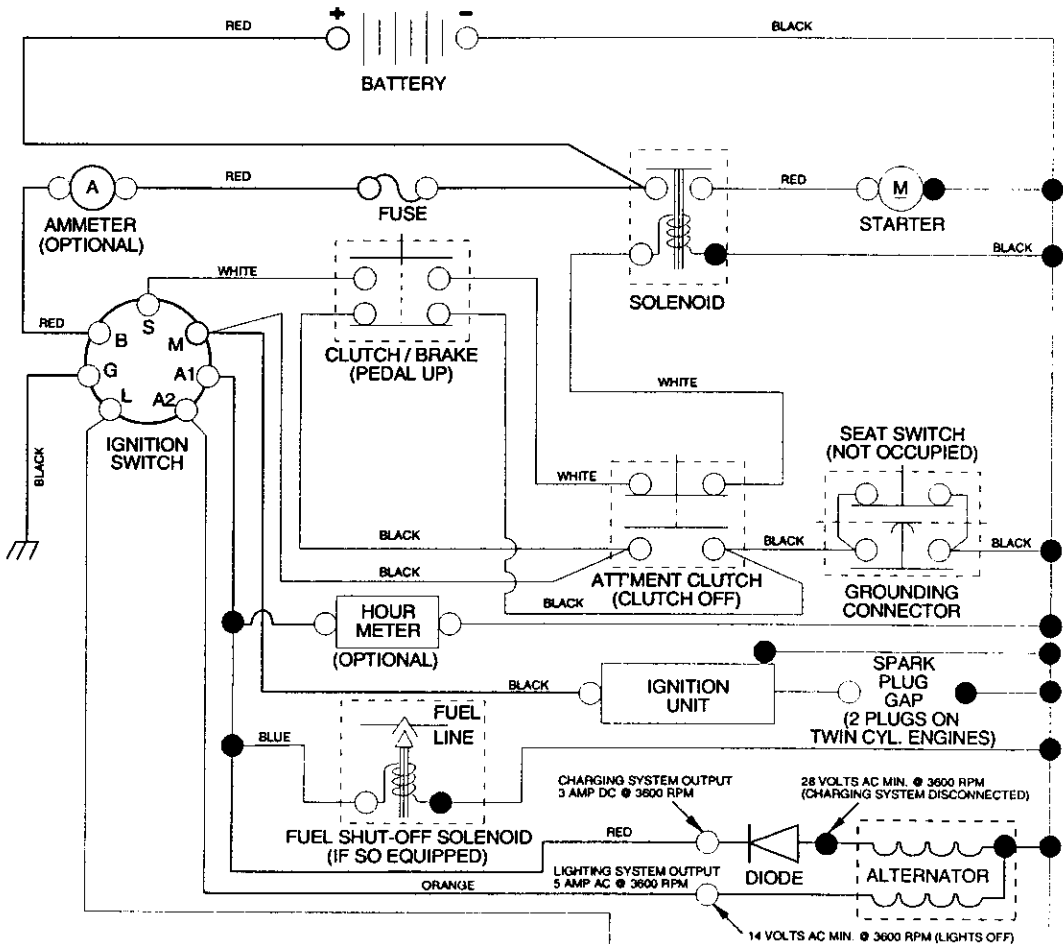 +
-
RED
BLACK
BATTERY
A
RED
RED
M
FUSE
AMMETER
(OPTIONAL)
STARTER
BLACK
WHITE
SOLENOID
RED
S
B
M
CLUTCH / BRAKE
(PEDAL UP)
G
A1
L
A2
WHITE
IGNITION
SWITCH
SEAT SWITCH
(NOT OCCUPIED)
BLACK
WHITE
BLACK
BLACK
BLACK
BLACK
ATT'MENT CLUTCH
(CLUTCH OFF)
GROUNDING
CONNECTOR
BLACK
HOUR
METER
(OPTIONAL)
BLACK
IGNITION
UNIT
SPARK
PLUG
GAP
(2 PLUGS ON
TWIN CYL. ENGINES)
FUEL
LINE
BLUE
CHARGING SYSTEM OUTPUT
3 AMP DC @ 3600 RPM
28 VOLTS AC MIN. @ 3600 RPM
(CHARGING SYSTEM DISCONNECTED)
FUEL SHUT-OFF SOLENOID
(IF SO EQUIPPED)
RED
LIGHTING SYSTEM OUTPUT
5 AMP AC @ 3600 RPM
DIODE
ALTERNATOR
ORANGE
14 VOLTS AC MIN. @ 3600 RPM (LIGHTS OFF)